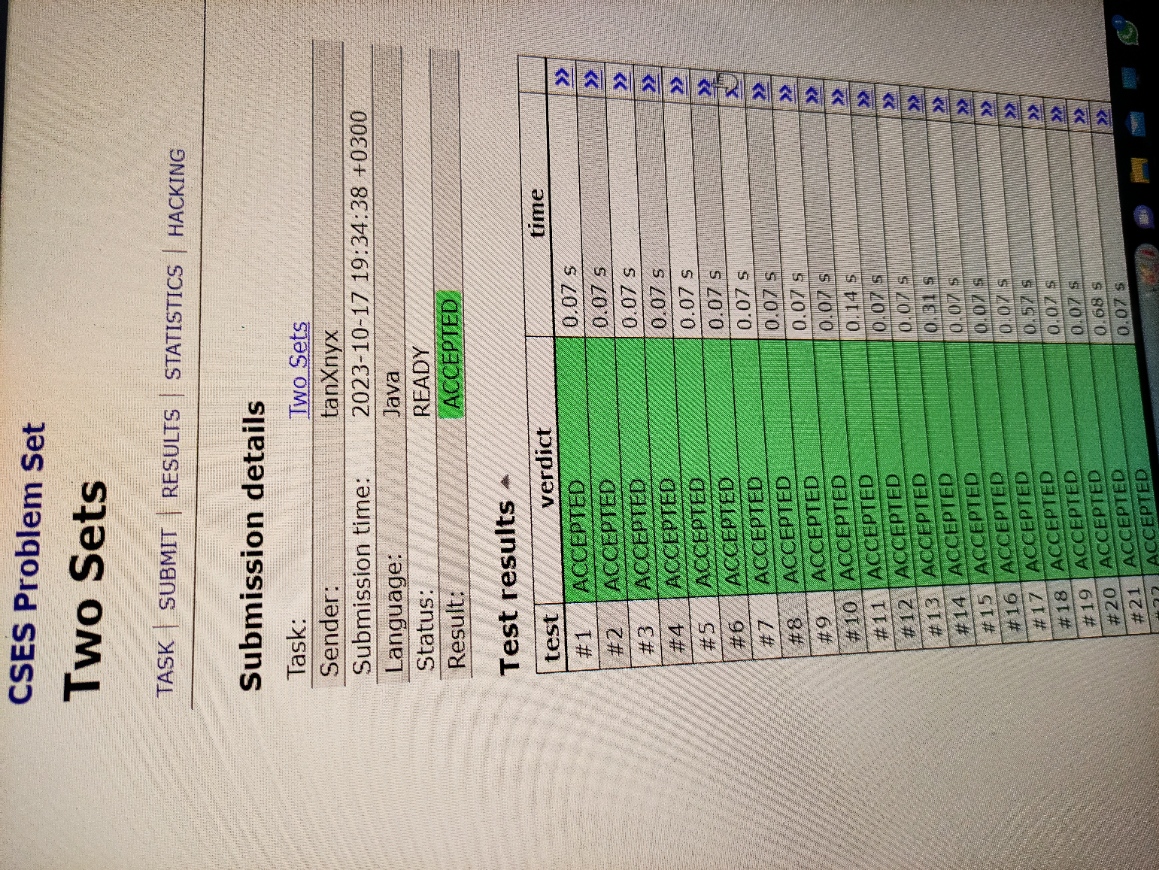 CSES Problem Set
Two Sets
TASK | SUBMIT | RESULTS | STATISTICS | HACKING
Submission details
Task: Two Sets
Sender: tanXnyx
Submission time: 2023-10-17 19:34:38 +0300
Language: Java
Status: READY
Result: ACCEPTED
Test results
test verdict time
#1 ACCEPTED 0.07 s »
#2 ACCEPTED 0.07 s »
#3 ACCEPTED 0.07 s »
#4 ACCEPTED 0.07 s »
#5 ACCEPTED 0.07 s »
#6 ACCEPTED 0.07 s »
#7 ACCEPTED 0.07 s »
#8 ACCEPTED 0.07 s »
#9 ACCEPTED 0.07 s »
#10 ACCEPTED 0.07 s »
#11 ACCEPTED 0.14 s »
#12 ACCEPTED 0.07 s »
#13 ACCEPTED 0.07 s »
#14 ACCEPTED 0.31 s »
#15 ACCEPTED 0.07 s »
#16 ACCEPTED 0.07 s »
#17 ACCEPTED 0.07 s »
#18 ACCEPTED 0.57 s »
#19 ACCEPTED 0.07 s »
#20 ACCEPTED 0.07 s »
#21 ACCEPTED 0.68 s »
#22 ACCEPTED 0.07 s